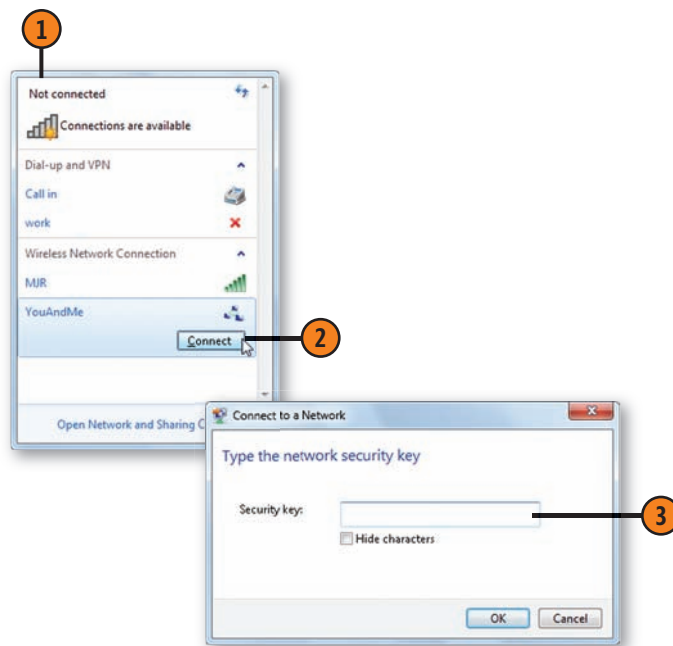 1
Not connected
Connections are available
Dial-up and VPN
Call in
work
Wireless Network Connection
MJR
YouAndMe
Connect
2
Open Network and Sharing C
Connect to a Network
Type the network security key
Security key:
3
Hide characters
OK Cancel